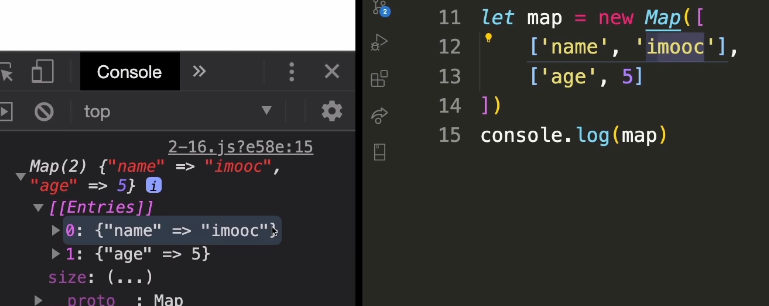 Console
top
2-16.js?e58e:15
Map(2) {"name" => "imooc",
"age" => 5} i
[[Entries]]
0: {"name" => "imooc"}
1: {"age" => 5}
size: (...)
__proto__: Map
2
11 let map = new Map([
12 ['name', 'imooc'],
13 ['age', 5]
14 ])
15 console.log(map)